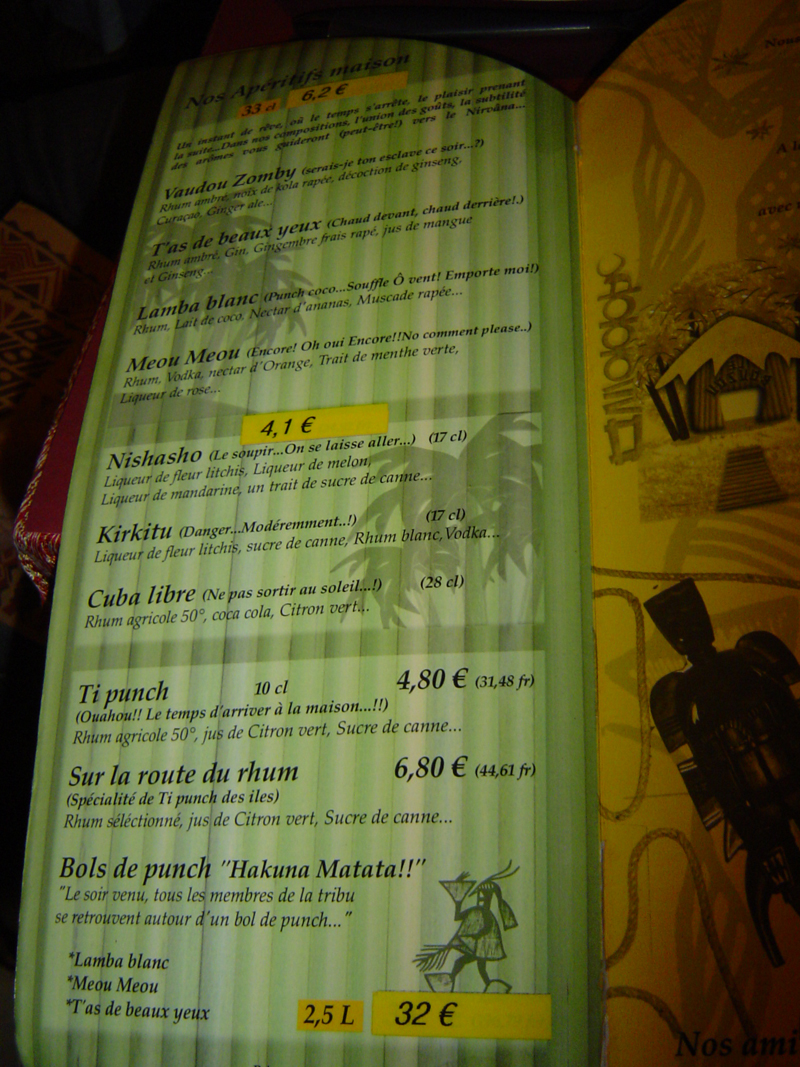 Nos Apéritifs maison
33 cl 6,2 €
Un instant de rêve, où le temps s'arrête, le plaisir prenant
la suite...Dans nos compositions, l'union des goûts, la subtilité
des arômes vous guideront (peut-être!) vers le Nirvâna...
Vaudou Zomby (serais-je ton esclave ce soir...?)
Rhum ambré, noix de kola rapée, décoction de ginseng,
Curaçao, Ginger ale...
T'as de beaux yeux (Chaud devant, chaud derrière!.)
Rhum ambré, Gin, Gingembre frais rapé, jus de mangue
et Ginseng...
Lamba blanc (Punch coco...Souffle Ô vent! Emporte moi!)
Rhum, Lait de coco, Nectar d'ananas, Muscade rapée...
Meou Meou (Encore! Oh oui Encore!!No comment please..)
Rhum, Vodka, nectar d'Orange, Trait de menthe verte,
Liqueur de rose...
4,1 €
Nishasho (Le soupir...On se laisse aller...) (17 cl)
Liqueur de fleur litchis, Liqueur de melon,
Liqueur de mandarine, un trait de sucre de canne...
Kirkitu (Danger...Modéremment..!) (17 cl)
Liqueur de fleur litchis, sucre de canne, Rhum blanc, Vodka...
Cuba libre (Ne pas sortir au soleil...!) (28 cl)
Rhum agricole 50°, coca cola, Citron vert...
Ti punch 10 cl 4,80 € (31,48 fr)
(Ouahou!! Le temps d'arriver à la maison...!!)
Rhum agricole 50°, jus de Citron vert, Sucre de canne...
Sur la route du rhum 6,80 € (44,61 fr)
(Spécialité de Ti punch des iles)
Rhum séléctionné, jus de Citron vert, Sucre de canne...
Bols de punch "Hakuna Matata!!"
"Le soir venu, tous les membres de la tribu
se retrouvent autour d'un bol de punch..."
*Lamba blanc
*Meou Meou
*T'as de beaux yeux
2,5 L 32 €
Nous
A l
avec
Nos ami